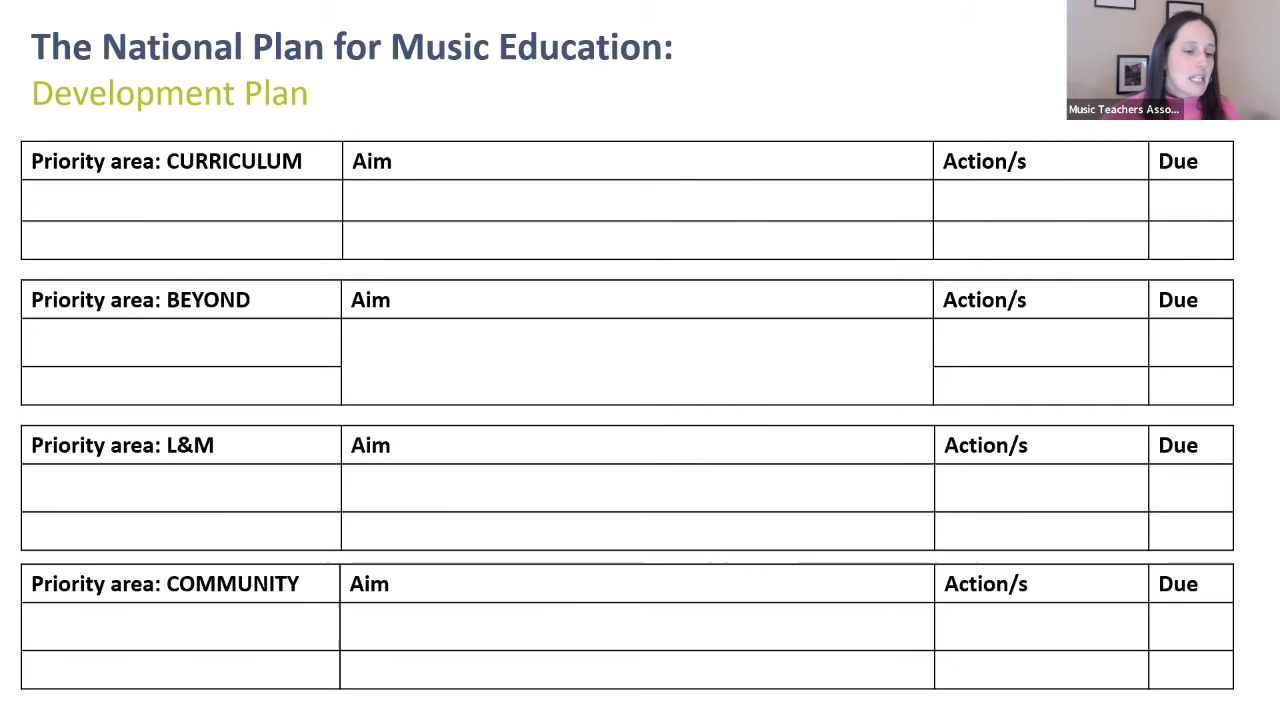 The National Plan for Music Education:
Development Plan
Music Teachers Asso...
Priority area: CURRICULUM Aim Action/s Due
Priority area: BEYOND Aim Action/s Due
Priority area: L&M Aim Action/s Due
Priority area: COMMUNITY Aim Action/s Due